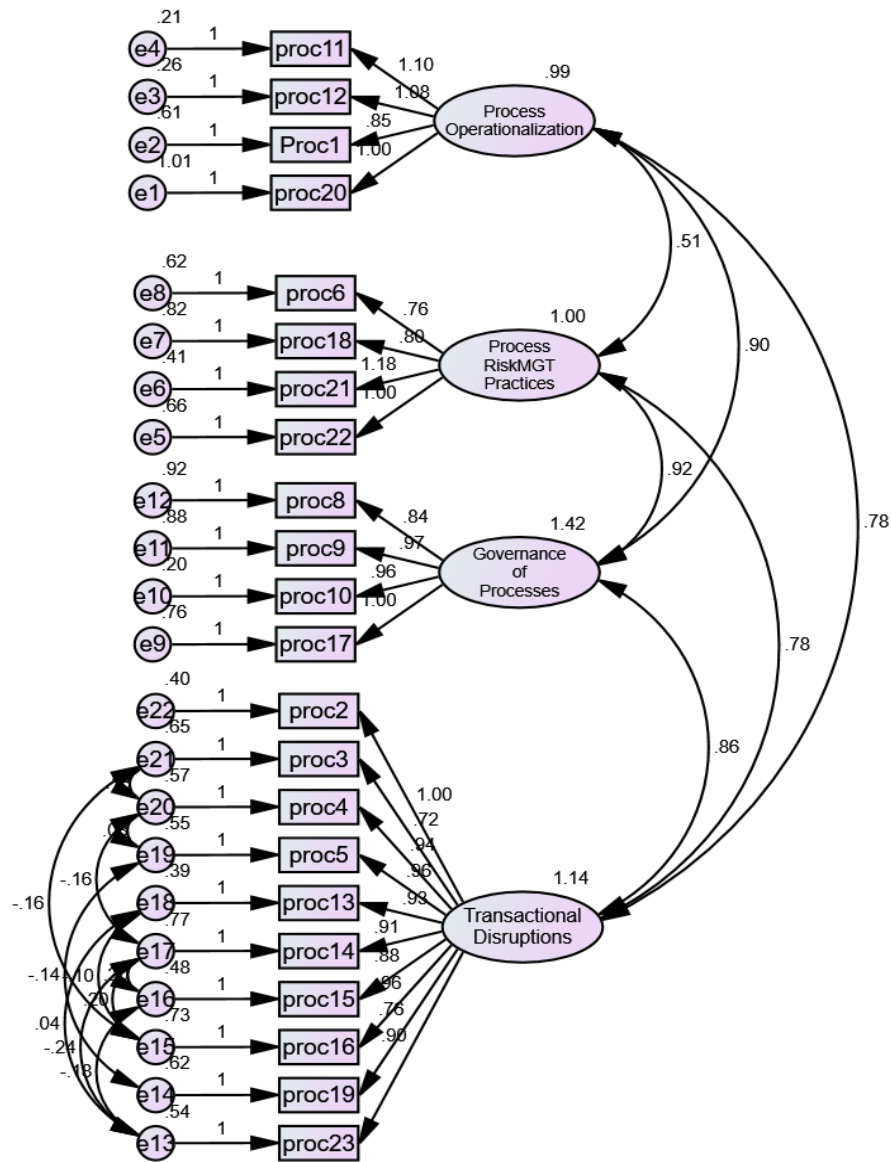 .21
e4 1 proc11
.26
e3 1 proc12
.61
e2 1 Proc1
1.01
e1 1 proc20
1.10
1.08
.85
1.00
.99
Process
Operationalization
.62
e8 1 proc6
.82
e7 1 proc18
.41
e6 1 proc21
.66
e5 1 proc22
.76
.80
1.18
1.00
1.00
Process
RiskMGT
Practices
.51
.90
.92
.78
.78
.86
.92
e12 1 proc8
.88
e11 1 proc9
.20
e10 1 proc10
.76
e9 1 proc17
.84
.97
.96
1.00
1.42
Governance
of
Processes
.40
e22 1 proc2
.65
e21 1 proc3
.57
e20 1 proc4
.55
e19 1 proc5
.39
e18 1 proc13
.77
e17 1 proc14
.48
e16 1 proc15
.73
e15 1 proc16
.62
e14 1 proc19
.54
e13 1 proc23
1.00
.72
.94
.96
.93
.91
.88
.96
.76
.90
1.14
Transactional
Disruptions
-.16
-.16
-.14
.20
.04
-.24
-.18